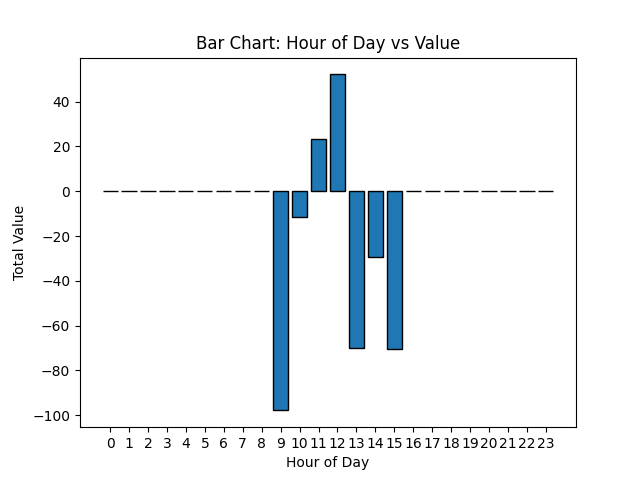 Bar Chart: Hour of Day vs Value
Total Value
40
20
0
−20
−40
−60
−80
−100
0 1 2 3 4 5 6 7 8 9 10 11 12 13 14 15 16 17 18 19 20 21 22 23
Hour of Day